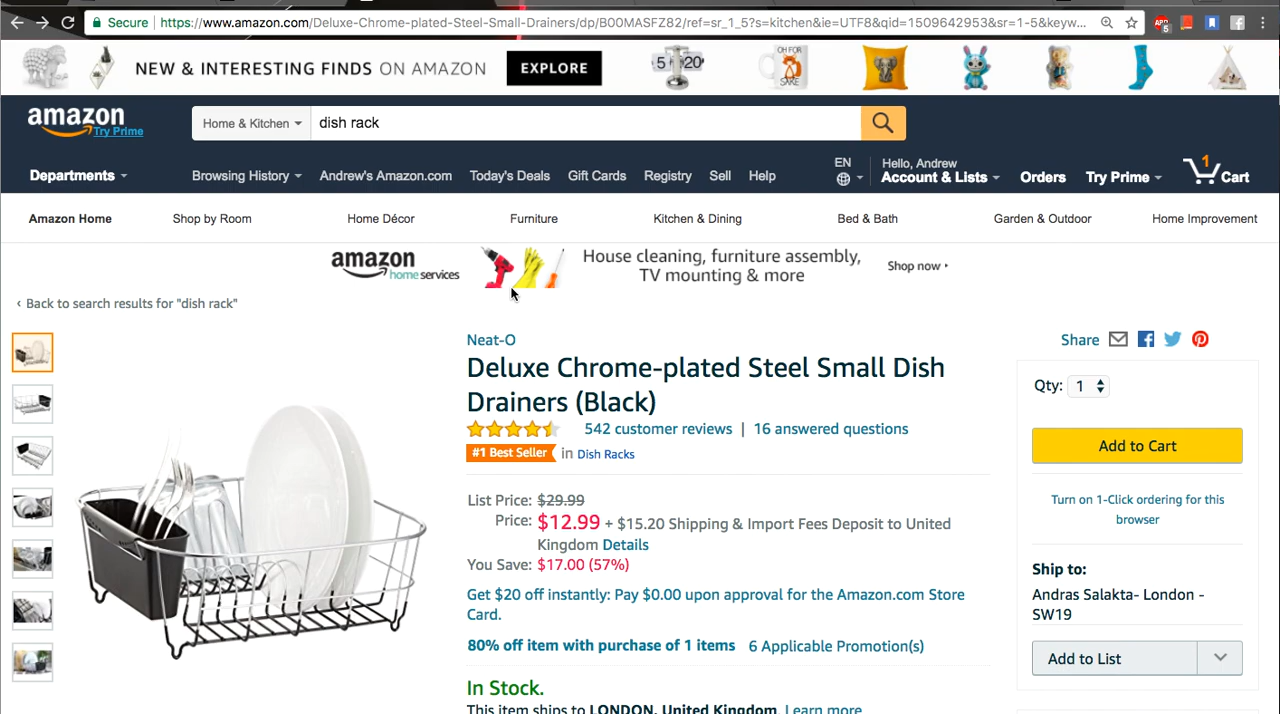 Secure | https://www.amazon.com/Deluxe-Chrome-plated-Steel-Small-Drainers/dp/B00MASFZ82/ref=sr_1_5?s=kitchen&ie=UTF8&qid=1509642953&sr=1-5&keyw...
5
NEW & INTERESTING FINDS ON AMAZON
EXPLORE
5 20
OH FOR
SAKE
amazon
Try Prime
Home & Kitchen
dish rack
Departments
Browsing History
Andrew's Amazon.com
Today's Deals
Gift Cards
Registry
Sell
Help
EN
Hello, Andrew
Account & Lists
Orders
Try Prime
1
Cart
Amazon Home
Shop by Room
Home Décor
Furniture
Kitchen & Dining
Bed & Bath
Garden & Outdoor
Home Improvement
amazon
home services
House cleaning, furniture assembly,
TV mounting & more
Shop now
‹ Back to search results for "dish rack"
Neat-O
Deluxe Chrome-plated Steel Small Dish
Drainers (Black)
542 customer reviews | 16 answered questions
#1 Best Seller in Dish Racks
List Price: $29.99
Price: $12.99 + $15.20 Shipping & Import Fees Deposit to United
Kingdom Details
You Save: $17.00 (57%)
Get $20 off instantly: Pay $0.00 upon approval for the Amazon.com Store
Card.
80% off item with purchase of 1 items 6 Applicable Promotion(s)
In Stock.
This item ships to LONDON, United Kingdom. Learn more
Share
Qty: 1
Add to Cart
Turn on 1-Click ordering for this
browser
Ship to:
Andras Salakta- London -
SW19
Add to List